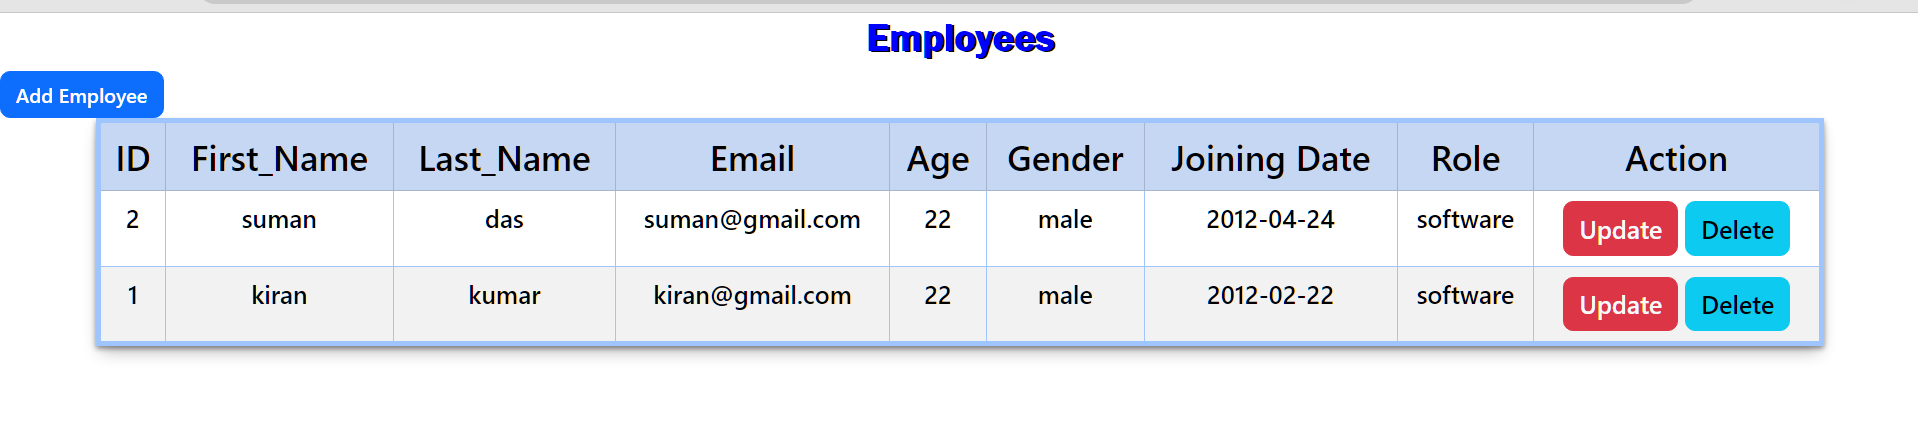 Employees
Add Employee
ID First_Name Last_Name Email Age Gender Joining Date Role Action
2 suman das suman@gmail.com 22 male 2012-04-24 software Update Delete
1 kiran kumar kiran@gmail.com 22 male 2012-02-22 software Update Delete